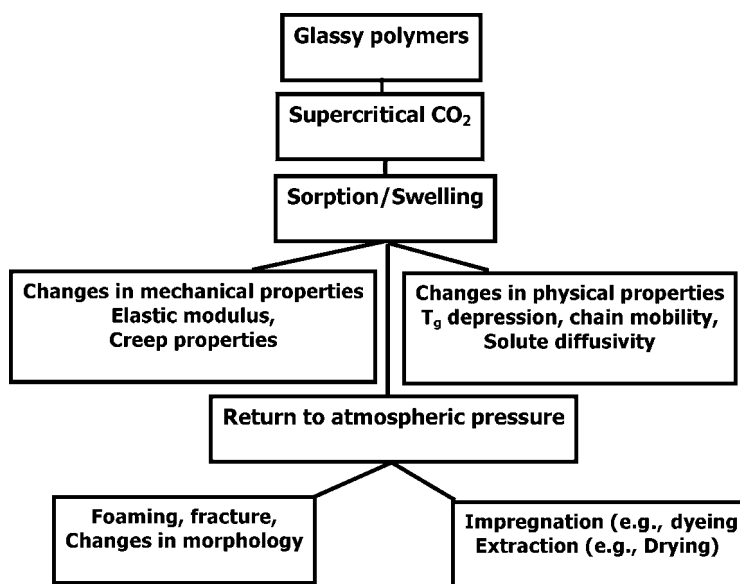 Glassy polymers
Supercritical CO₂
Sorption/Swelling
Changes in mechanical properties
Elastic modulus,
Creep properties
Changes in physical properties
Tg depression, chain mobility,
Solute diffusivity
Return to atmospheric pressure
Foaming, fracture,
Changes in morphology
Impregnation (e.g., dyeing
Extraction (e.g., Drying)